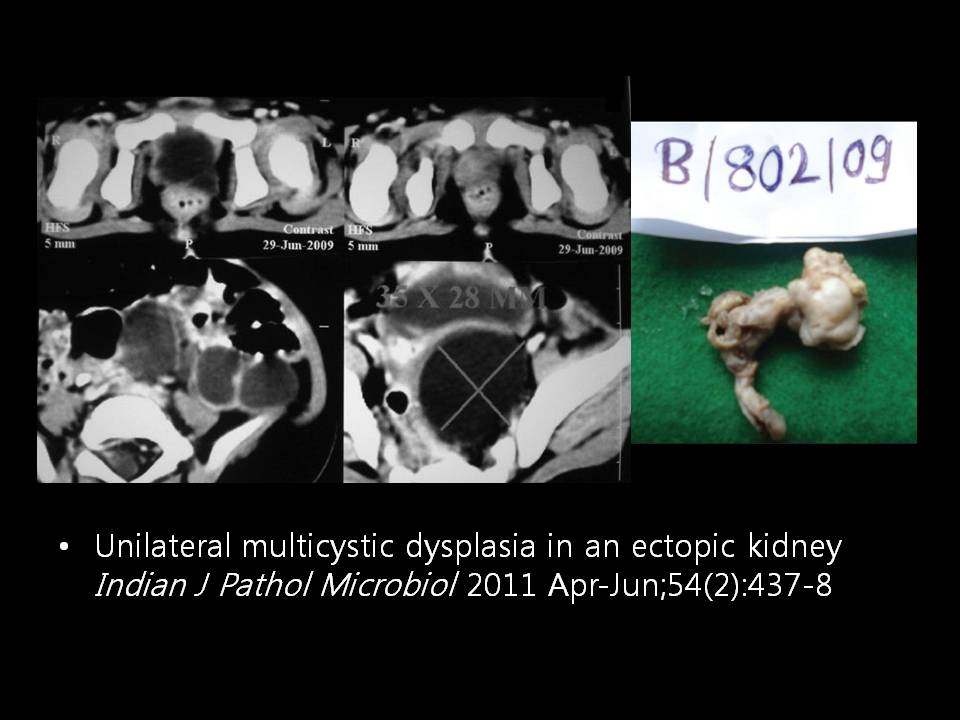 R
L
HFS
5 mm
Contrast
29-Jun-2009
P
R
HFS
5 mm
Contrast
29-Jun-2009
P
35 X 28 MM
B/802/09
• Unilateral multicystic dysplasia in an ectopic kidney
Indian J Pathol Microbiol 2011 Apr-Jun;54(2):437-8